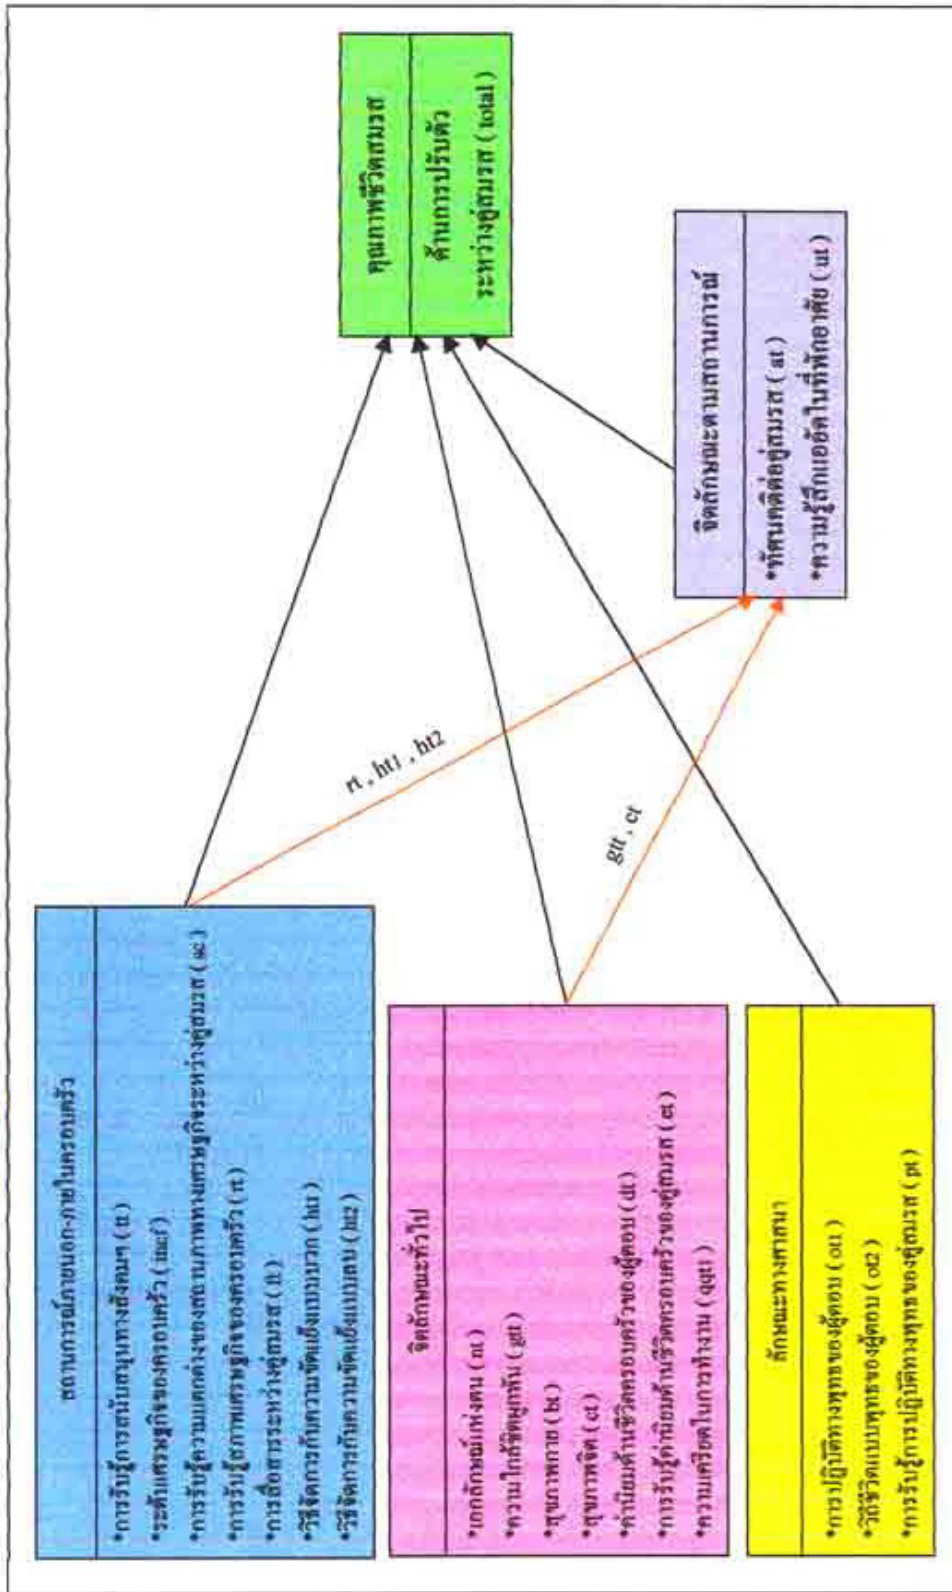 สถานการณ์ภายนอก-ภายในครอบครัว
*การรับรู้การสนับสนุนทางสังคมฯ ( tt )
*ระดับเศรษฐกิจของครอบครัว ( mcf )
*การรับรู้ความแตกต่างของสถานภาพทางเศรษฐกิจระหว่างคู่สมรส ( sc )
*การรับรู้สุขภาพเศรษฐกิจของครอบครัว ( rt )
*การสื่อสารระหว่างคู่สมรส ( lt )
*วิธีจัดการกับความขัดแย้งแบบบวก ( ht1 )
*วิธีจัดการกับความขัดแย้งแบบลบ ( ht2 )
จิตลักษณะทั่วไป
*เอกลักษณ์แห่งตน ( nt )
*ความใกล้ชิดผูกพัน ( gtt )
*สุขภาพกาย ( bt )
*สุขภาพจิต ( ct )
*ค่านิยมด้านชีวิตครอบครัวของผู้ตอบ ( dt )
*การรับรู้ค่านิยมด้านชีวิตครอบครัวของคู่สมรส ( et )
*ความเครียดในการทำงาน ( qqt )
ลักษณะทางศาสนา
*การปฏิบัติทางพุทธของผู้ตอบ ( ot1 )
*วิถีชีวิตแบบพุทธของผู้ตอบ ( ot2 )
*การรับรู้การปฏิบัติทางพุทธของคู่สมรส ( pt )
rt , ht1 , ht2
gtt , ct
จิตลักษณะตามสถานการณ์
*ทัศนคติต่อคู่สมรส ( at )
*ความรู้สึกแออัดในที่พักอาศัย ( ut )
คุณภาพชีวิตสมรส
ด้านการปรับตัว
ระหว่างคู่สมรส ( total )